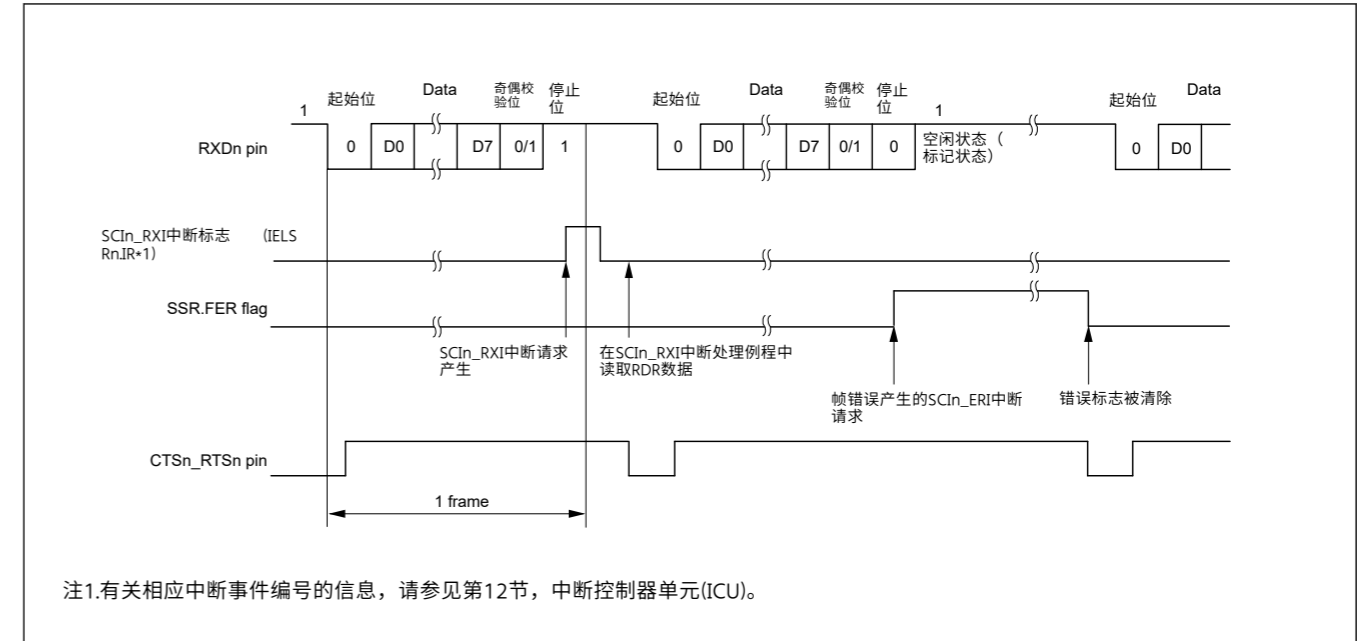 起始位 Data 奇偶校 停止 起始位 Data 奇偶校 停止 起始位 Data
1 验位 位 验位 位 1
RXDn pin 0 D0 D7 0/1 1 0 D0 D7 0/1 0 空闲状态（ 0 D0
标记状态）
SCIn_RXI中断标志 (IELS
Rn.IR*1)
SSR.FER flag
SCIn_RXI中断请求 在SCIn_RXI中断处理例程中
产生 读取RDR数据
帧错误产生的SCIn_ERI中断 错误标志被清除
请求
CTSn_RTSn pin
1 frame
注1.有关相应中断事件编号的信息，请参见第12节，中断控制器单元(ICU)。